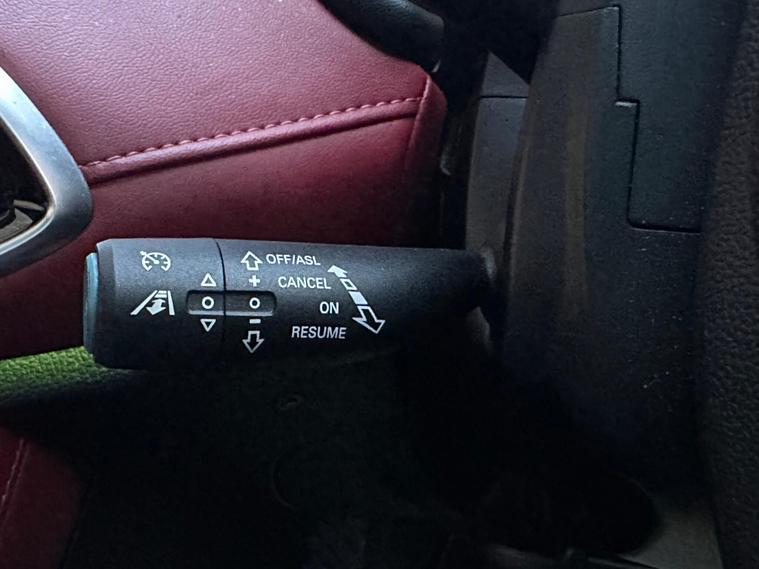 OFF/ASL
+
CANCEL
O O
ON
-
RESUME